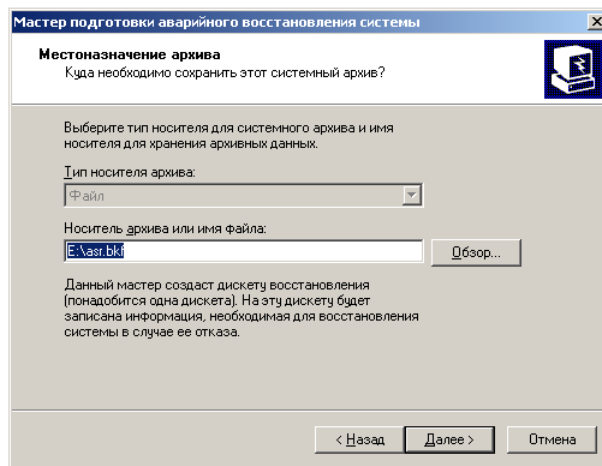 Мастер подготовки аварийного восстановления системы
Местоназначение архива
Куда необходимо сохранить этот системный архив?
Выберите тип носителя для системного архива и имя
носителя для хранения архивных данных.
Тип носителя архива:
Файл
Носитель архива или имя файла:
E:\asr.bkf
Обзор...
Данный мастер создаст дискету восстановления
(понадобится одна дискета). На эту дискету будет
записана информация, необходимая для восстановления
системы в случае ее отказа.
< Назад
Далее >
Отмена